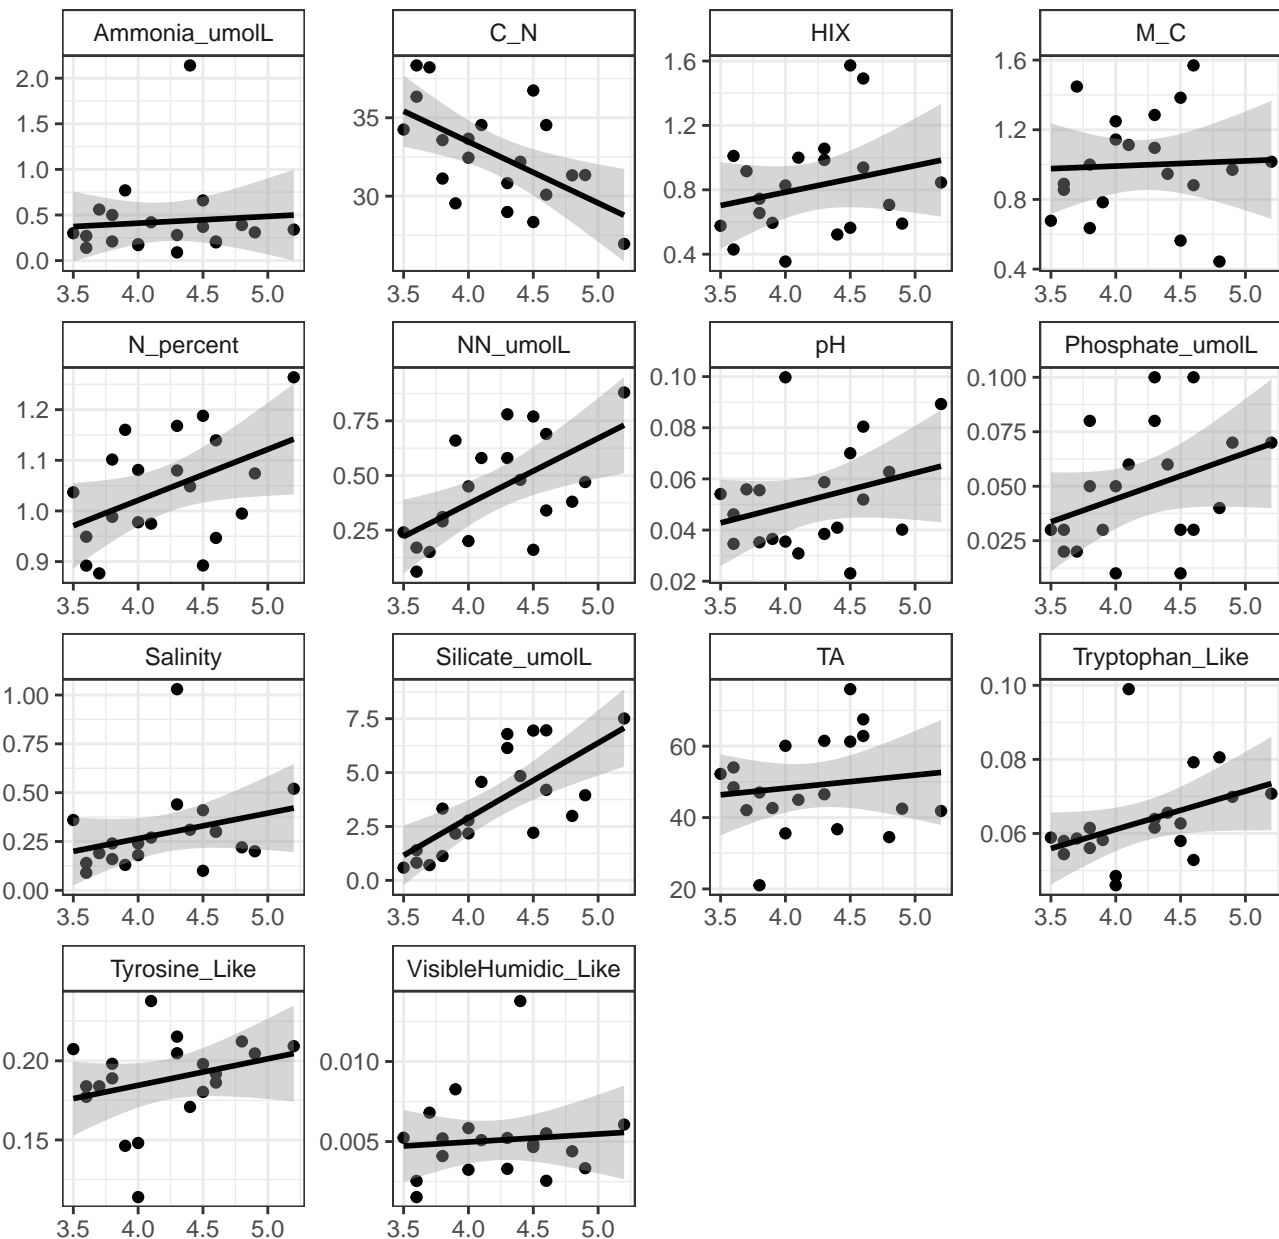 Ammonia_umolL C_N HIX M_C
2.0 1.5 1.0 0.5 0.0
35 30
1.6 1.2 0.8 0.4
1.6 1.2 0.8 0.4
3.5 4.0 4.5 5.0 3.5 4.0 4.5 5.0 3.5 4.0 4.5 5.0 3.5 4.0 4.5 5.0
N_percent NN_umolL pH Phosphate_umolL
1.2 1.1 1.0 0.9
0.75 0.50 0.25
0.10 0.08 0.06 0.04 0.02
0.100 0.075 0.050 0.025
3.5 4.0 4.5 5.0 3.5 4.0 4.5 5.0 3.5 4.0 4.5 5.0 3.5 4.0 4.5 5.0
Salinity Silicate_umolL TA Tryptophan_Like
1.00 0.75 0.50 0.25 0.00
7.5 5.0 2.5 0.0
60 40 20
0.10 0.08 0.06
3.5 4.0 4.5 5.0 3.5 4.0 4.5 5.0 3.5 4.0 4.5 5.0 3.5 4.0 4.5 5.0
Tyrosine_Like VisibleHumidic_Like
0.20 0.15
0.010 0.005
3.5 4.0 4.5 5.0 3.5 4.0 4.5 5.0